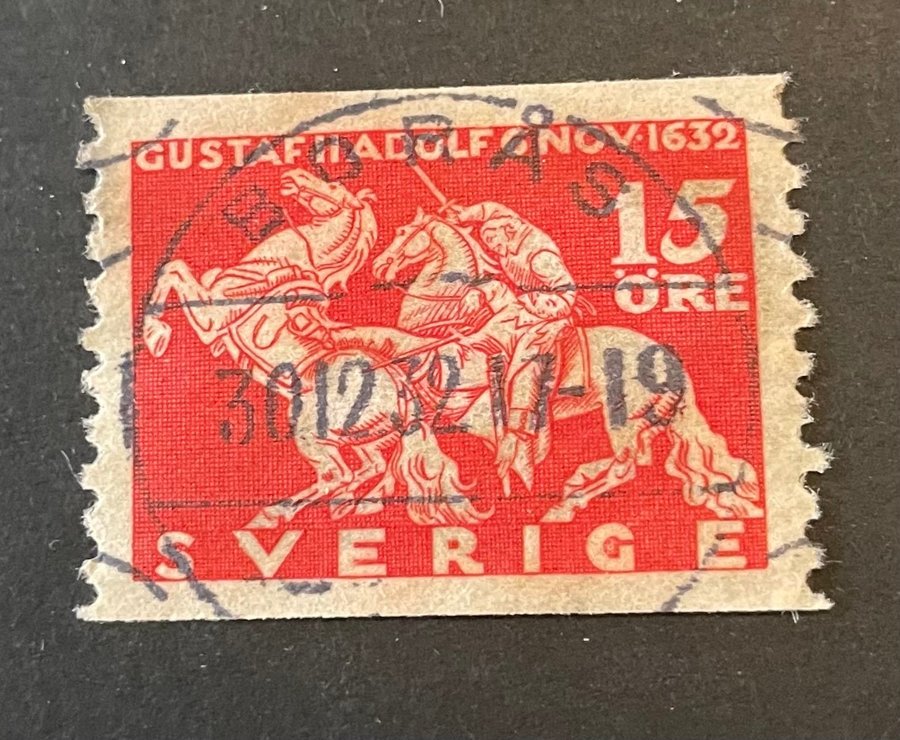 GUSTAF II ADOLF 6 NOV·1632
BORÅS
15
ÖRE
30 12 32 17-19
SVERIGE